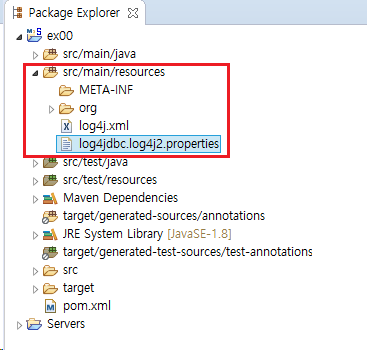 Package Explorer
ex00
src/main/java
src/main/resources
META-INF
org
log4j.xml
log4jdbc.log4j2.properties
src/test/java
src/test/resources
Maven Dependencies
target/generated-sources/annotations
JRE System Library [JavaSE-1.8]
target/generated-test-sources/test-annotations
src
target
pom.xml
Servers